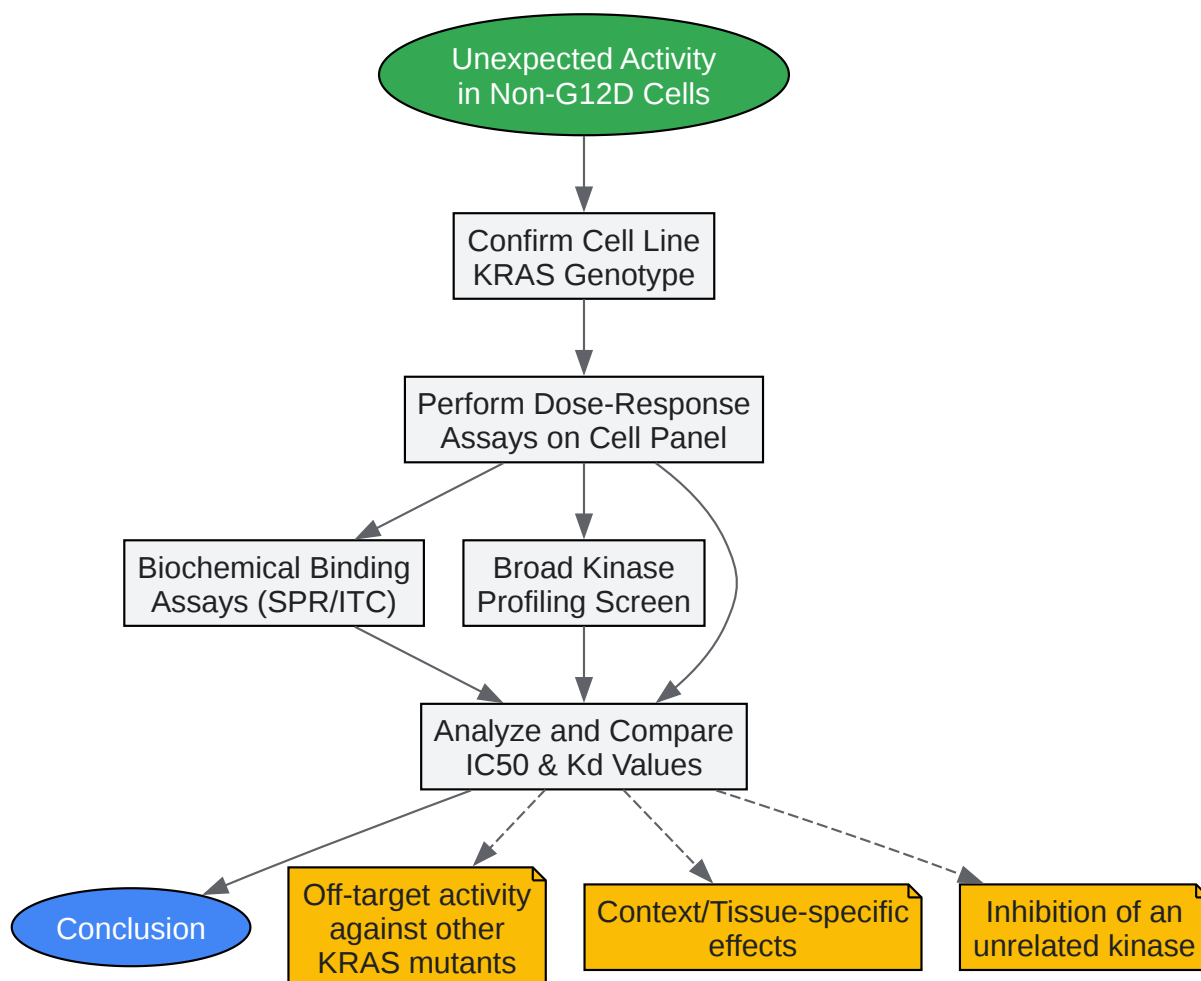 Unexpected Activity
in Non-G12D Cells
Confirm Cell Line
KRAS Genotype
Perform Dose-Response
Assays on Cell Panel
Biochemical Binding
Assays (SPR/ITC)
Broad Kinase
Profiling Screen
Analyze and Compare
IC50 & Kd Values
Conclusion
Off-target activity
against other
KRAS mutants
Context/Tissue-specific
effects
Inhibition of an
unrelated kinase